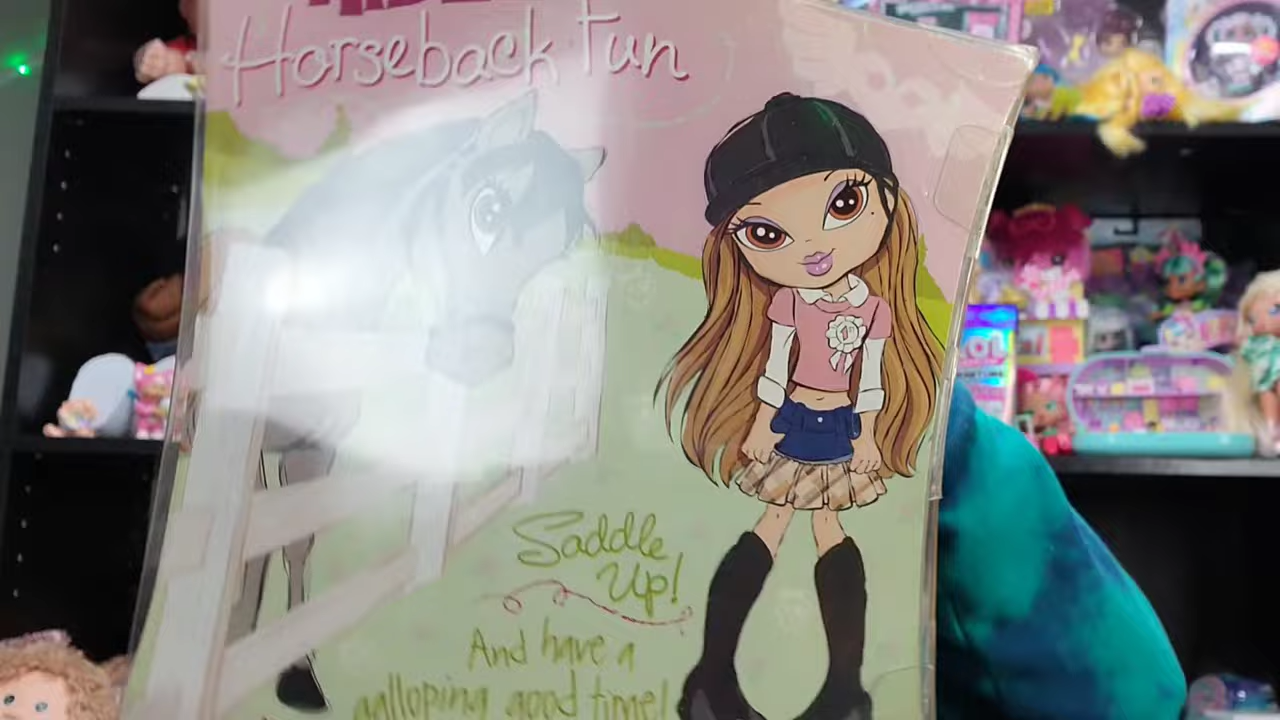 Horseback Fun
Saddle
Up!
And have a
galloping good time!